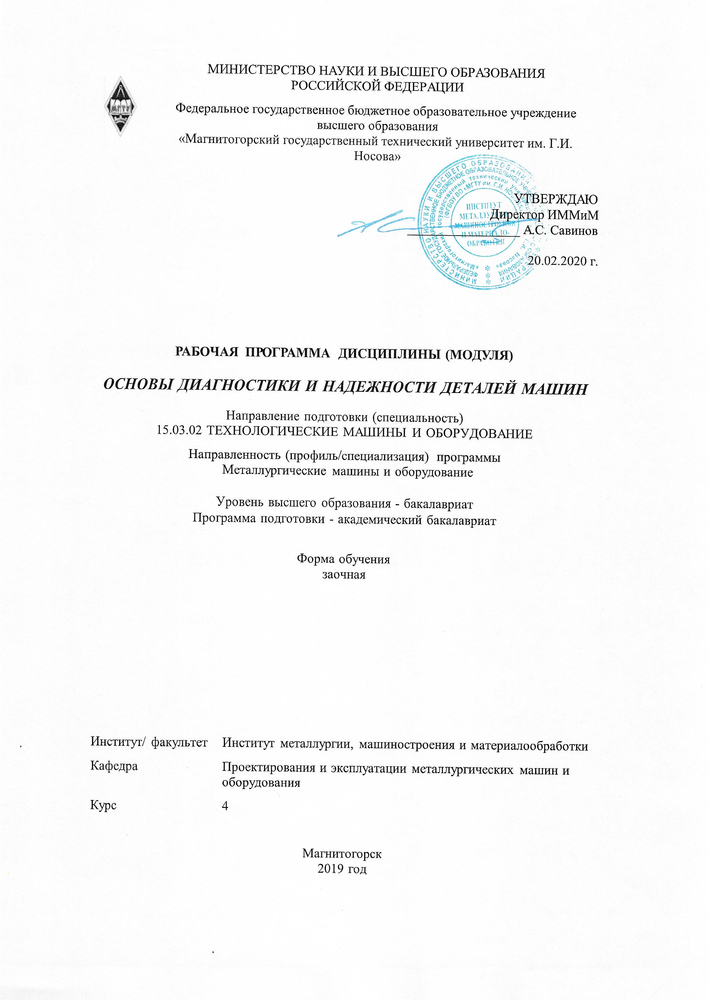 МИНИСТЕРСТВО НАУКИ И ВЫСШЕГО ОБРАЗОВАНИЯ
РОССИЙСКОЙ ФЕДЕРАЦИИ
МГТУ
Федеральное государственное бюджетное образовательное учреждение
высшего образования
«Магнитогорский государственный технический университет им. Г.И.
Носова»
УТВЕРЖДАЮ
Директор ИММиМ
А.С. Савинов
20.02.2020 г.
ИНСТИТУТ
МАШИНОСТРОЕНИЯ
И МАТЕРИАЛО-
ОБРАБОТКИ
РАБОЧАЯ ПРОГРАММА ДИСЦИПЛИНЫ (МОДУЛЯ)
ОСНОВЫ ДИАГНОСТИКИ И НАДЕЖНОСТИ ДЕТАЛЕЙ МАШИН
Направление подготовки (специальность)
15.03.02 ТЕХНОЛОГИЧЕСКИЕ МАШИНЫ И ОБОРУДОВАНИЕ
Направленность (профиль/специализация) программы
Металлургические машины и оборудование
Уровень высшего образования - бакалавриат
Программа подготовки - академический бакалавриат
Форма обучения
заочная
Институт/ факультет Институт металлургии, машиностроения и материалообработки
Кафедра Проектирования и эксплуатации металлургических машин и
оборудования
Курс 4
Магнитогорск
2019 год